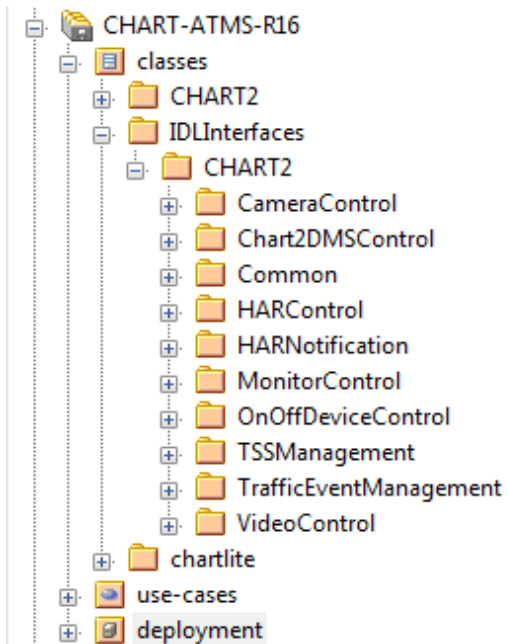 CHART-ATMS-R16
classes
CHART2
IDLInterfaces
CHART2
CameraControl
Chart2DMSControl
Common
HARControl
HARNotification
MonitorControl
OnOffDeviceControl
TSSManagement
TrafficEventManagement
VideoControl
chartlite
use-cases
deployment